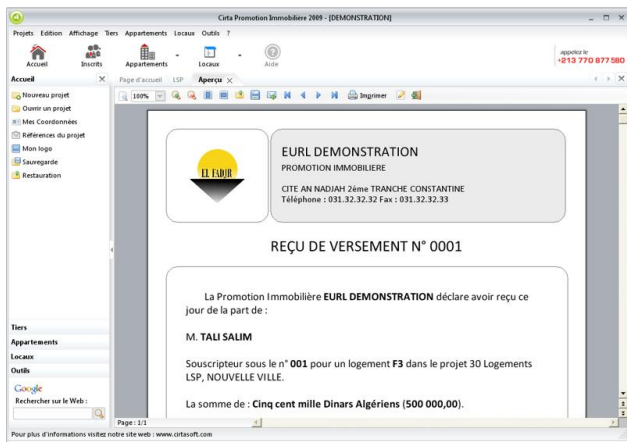 Cirta Promotion Immobiliere 2009 - [DEMONSTRATION]
Projets Edition Affichage Tiers Appartements Locaux Outils ?
Accueil Inscrits Appartements Locaux Aide
appelez le
+213 770 877 580
Accueil
Page d'accueil LSP Aperçu
Nouveau projet
Ouvrir un projet
Mes Coordonnées
Références du projet
Mon logo
Sauvegarde
Restauration
100% Imprimer
EL FADJR
EURL DEMONSTRATION
PROMOTION IMMOBILIERE
CITE AN NADJAH 2ème TRANCHE CONSTANTINE
Téléphone : 031.32.32.32 Fax : 031.32.32.33
REÇU DE VERSEMENT N° 0001
La Promotion Immobilière EURL DEMONSTRATION déclare avoir reçu ce
jour de la part de :
M. TALI SALIM
Souscripteur sous le n° 001 pour un logement F3 dans le projet 30 Logements
LSP, NOUVELLE VILLE.
La somme de : Cinq cent mille Dinars Algériens (500 000,00).
Tiers
Appartements
Locaux
Outils
Google
Rechercher sur le Web :
Page : 1/1
Pour plus d'informations visitez notre site web : www.cirtasoft.com